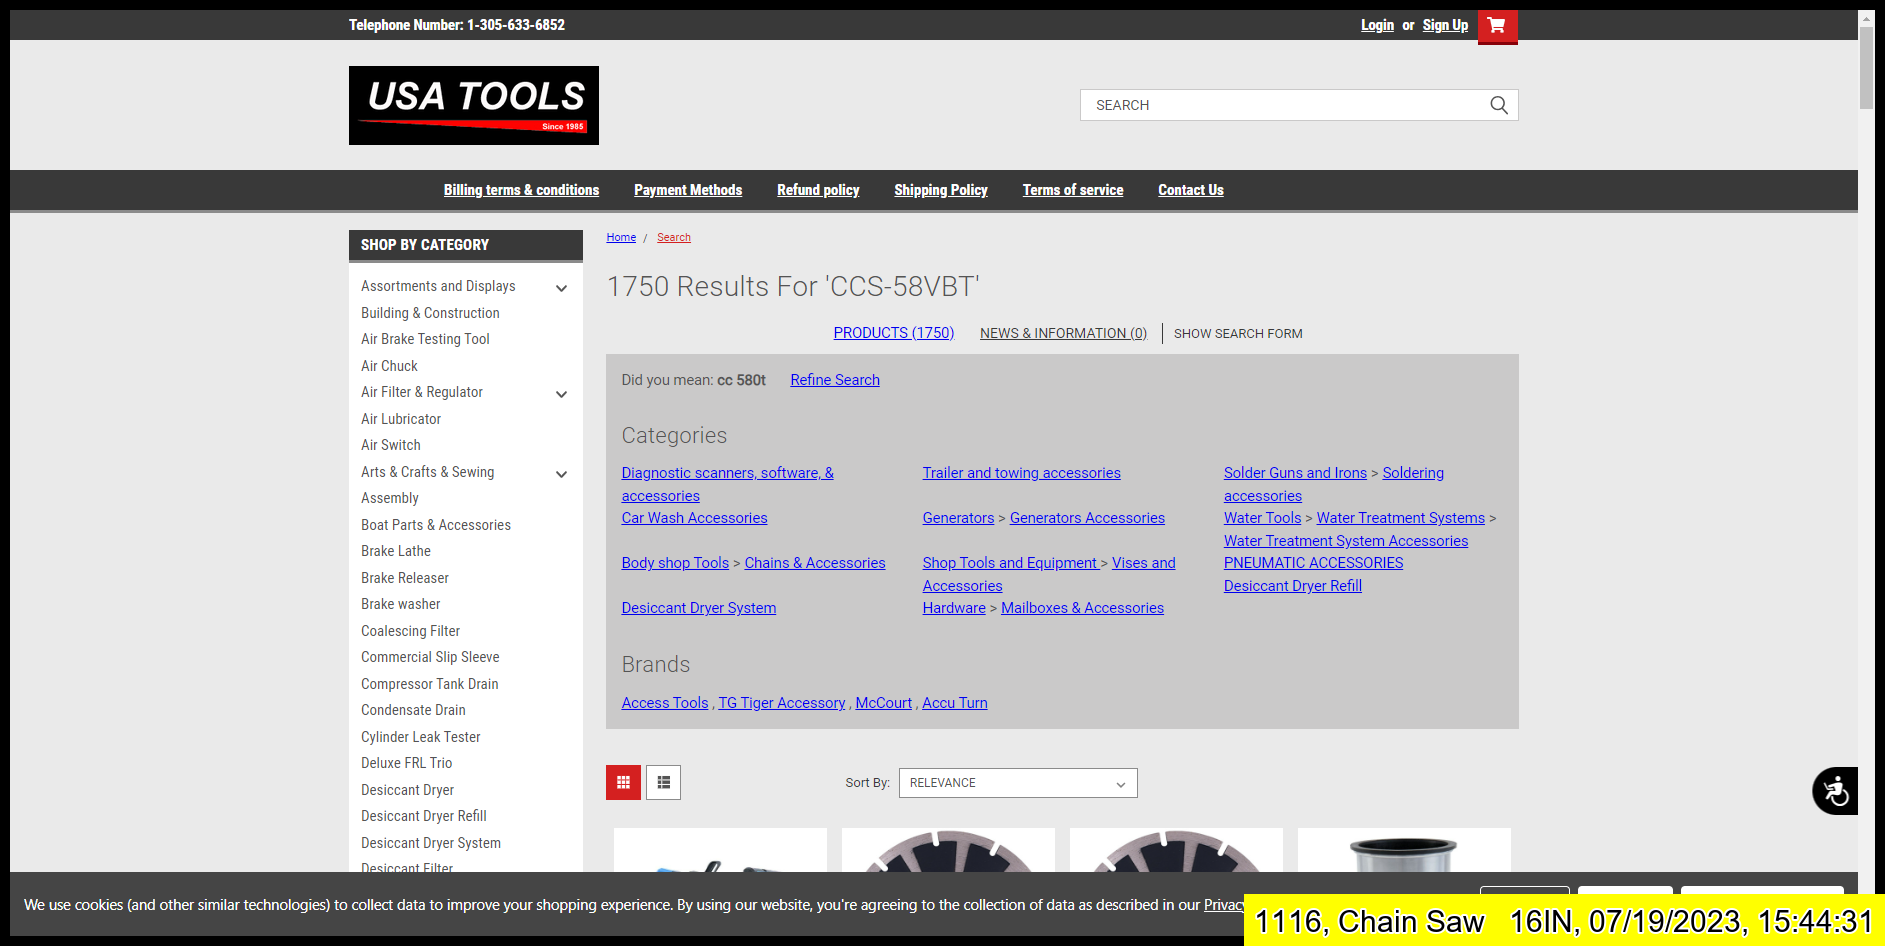 Telephone Number: 1-305-633-6852
Login or Sign Up
USA TOOLS
Since 1985
SEARCH
Billing terms & conditions Payment Methods Refund policy Shipping Policy Terms of service Contact Us
SHOP BY CATEGORY
Assortments and Displays
Building & Construction
Air Brake Testing Tool
Air Chuck
Air Filter & Regulator
Air Lubricator
Air Switch
Arts & Crafts & Sewing
Assembly
Boat Parts & Accessories
Brake Lathe
Brake Releaser
Brake washer
Coalescing Filter
Commercial Slip Sleeve
Compressor Tank Drain
Condensate Drain
Cylinder Leak Tester
Deluxe FRL Trio
Desiccant Dryer
Desiccant Dryer Refill
Desiccant Dryer System
Desiccant Filter
Home / Search
1750 Results For 'CCS-58VBT'
PRODUCTS (1750) NEWS & INFORMATION (0) SHOW SEARCH FORM
Did you mean: cc 580t Refine Search
Categories
Diagnostic scanners, software, &
accessories
Trailer and towing accessories
Solder Guns and Irons > Soldering
accessories
Car Wash Accessories
Generators > Generators Accessories
Water Tools > Water Treatment Systems >
Water Treatment System Accessories
Body shop Tools > Chains & Accessories
Shop Tools and Equipment > Vises and
Accessories
PNEUMATIC ACCESSORIES
Desiccant Dryer Refill
Desiccant Dryer System
Hardware > Mailboxes & Accessories
Brands
Access Tools , TG Tiger Accessory , McCourt , Accu Turn
Sort By: RELEVANCE
We use cookies (and other similar technologies) to collect data to improve your shopping experience. By using our website, you're agreeing to the collection of data as described in our Privacy
1116, Chain Saw 16IN, 07/19/2023, 15:44:31